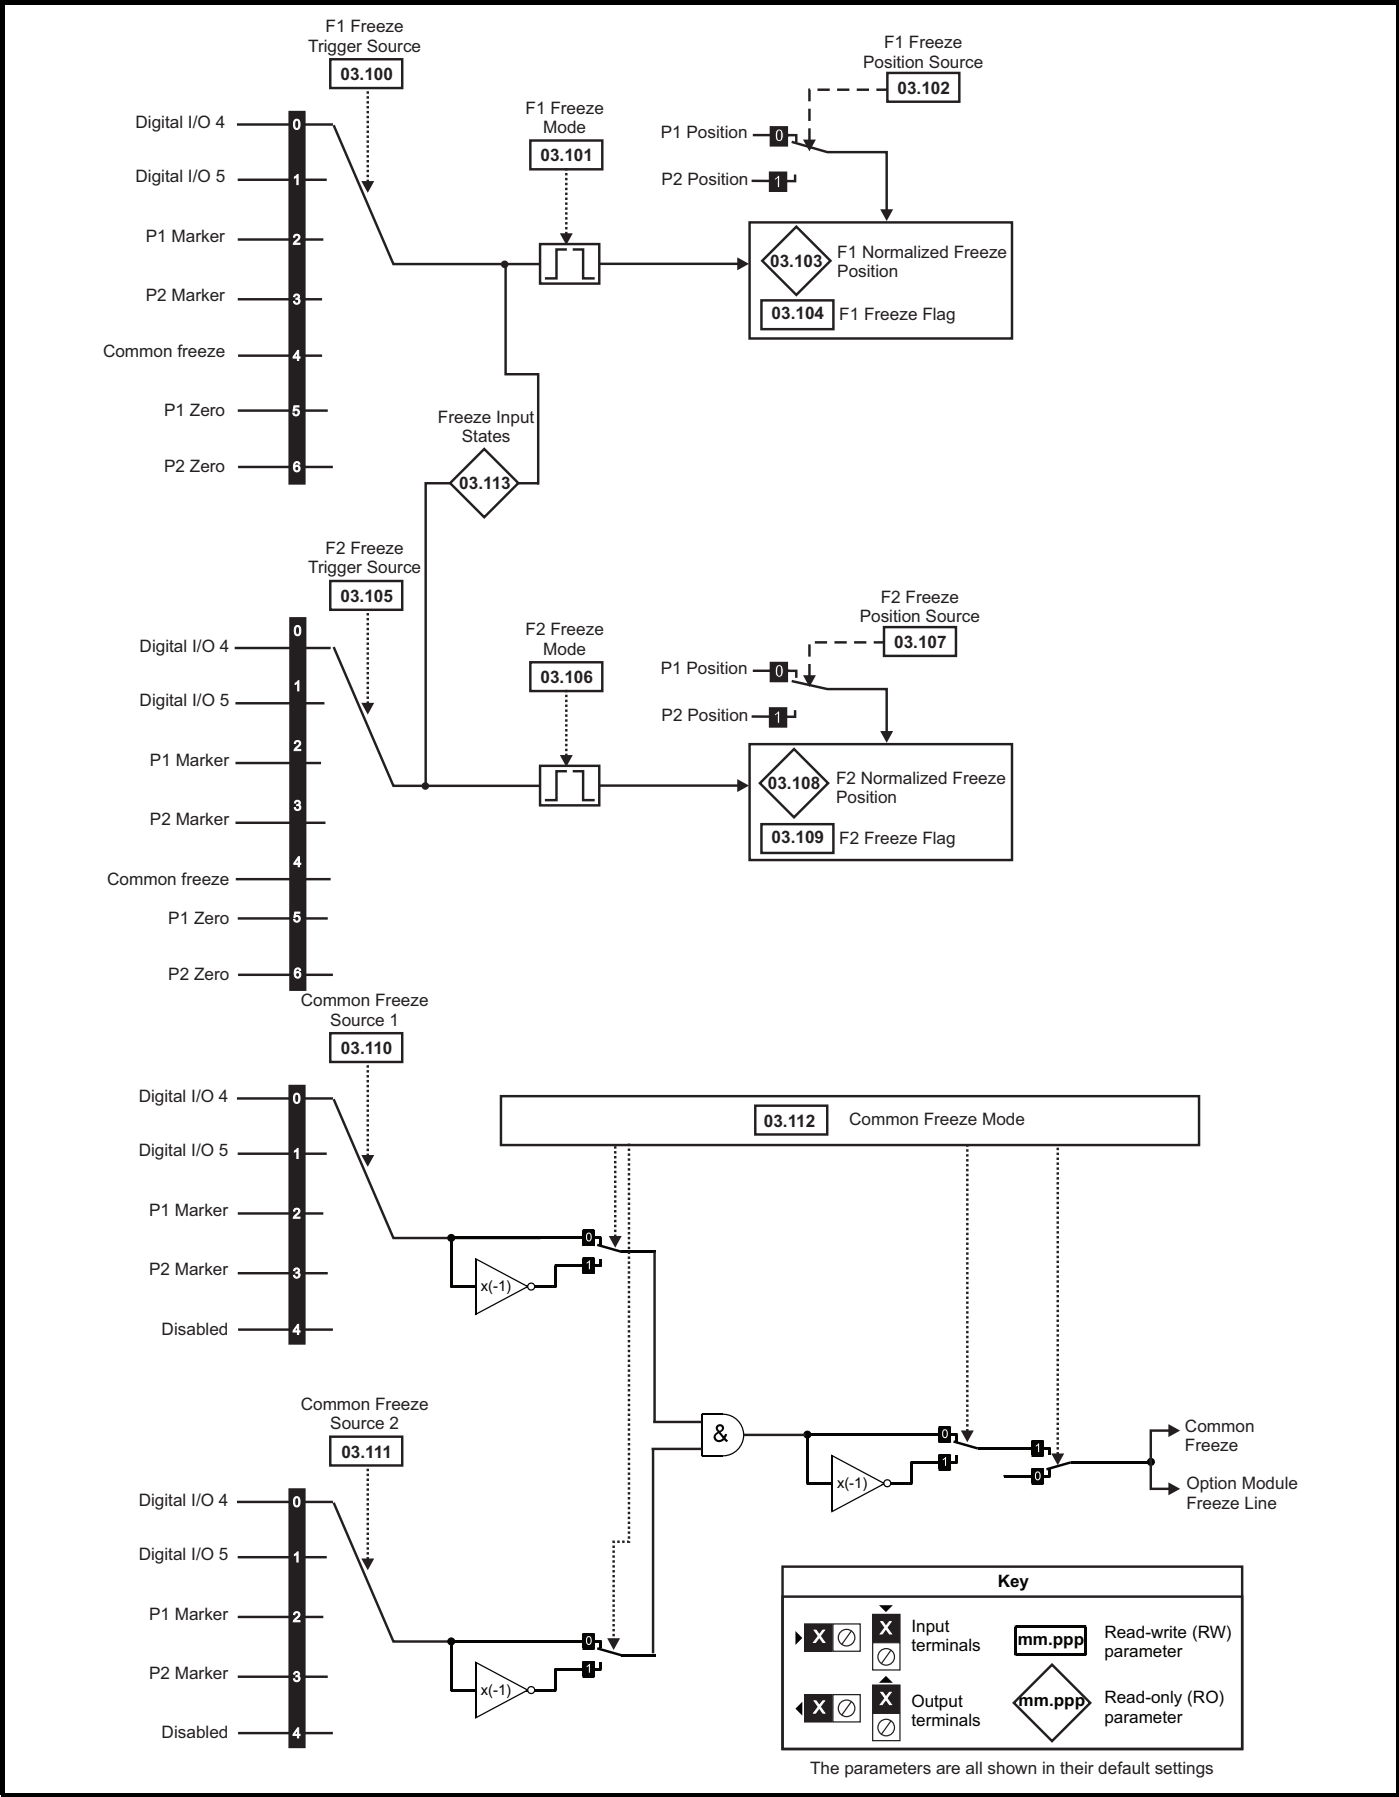 F1 Freeze
Trigger Source
03.100
Digital I/O 4
0
Digital I/O 5
1
P1 Marker
2
P2 Marker
3
Common freeze
4
P1 Zero
5
P2 Zero
6
F1 Freeze
Mode
03.101
F1 Freeze
Position Source
03.102
P1 Position
0
P2 Position
1
03.103
F1 Normalized Freeze
Position
03.104
F1 Freeze Flag
Freeze Input
States
03.113
F2 Freeze
Trigger Source
03.105
0
Digital I/O 4
1
Digital I/O 5
2
P1 Marker
3
P2 Marker
4
Common freeze
P1 Zero
5
P2 Zero
6
F2 Freeze
Mode
03.106
F2 Freeze
Position Source
03.107
P1 Position
0
P2 Position
1
03.108
F2 Normalized Freeze
Position
03.109
F2 Freeze Flag
Common Freeze
Source 1
03.110
Digital I/O 4
0
Digital I/O 5
1
P1 Marker
2
P2 Marker
3
Disabled
4
03.112
Common Freeze Mode
0
1
x(-1)
Common Freeze
Source 2
03.111
Digital I/O 4
0
Digital I/O 5
1
P1 Marker
2
P2 Marker
3
Disabled
4
0
1
x(-1)
&
0
1
x(-1)
1
0
Common
Freeze
Option Module
Freeze Line
Key
X
X
Input
terminals
mm.ppp
Read-write (RW)
parameter
X
X
Output
terminals
mm.ppp
Read-only (RO)
parameter
The parameters are all shown in their default settings